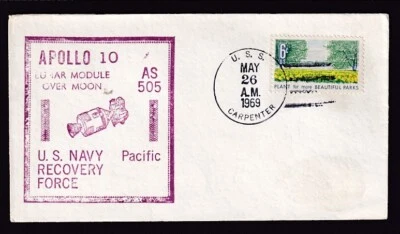 APOLLO 10
LUNAR MODULE
OVER MOON
AS
505
U.S. NAVY
RECOVERY
FORCE
Pacific
U. S. S.
MAY
26
A.M.
1969
CARPENTER
6¢
PLANT for more BEAUTIFUL PARKS